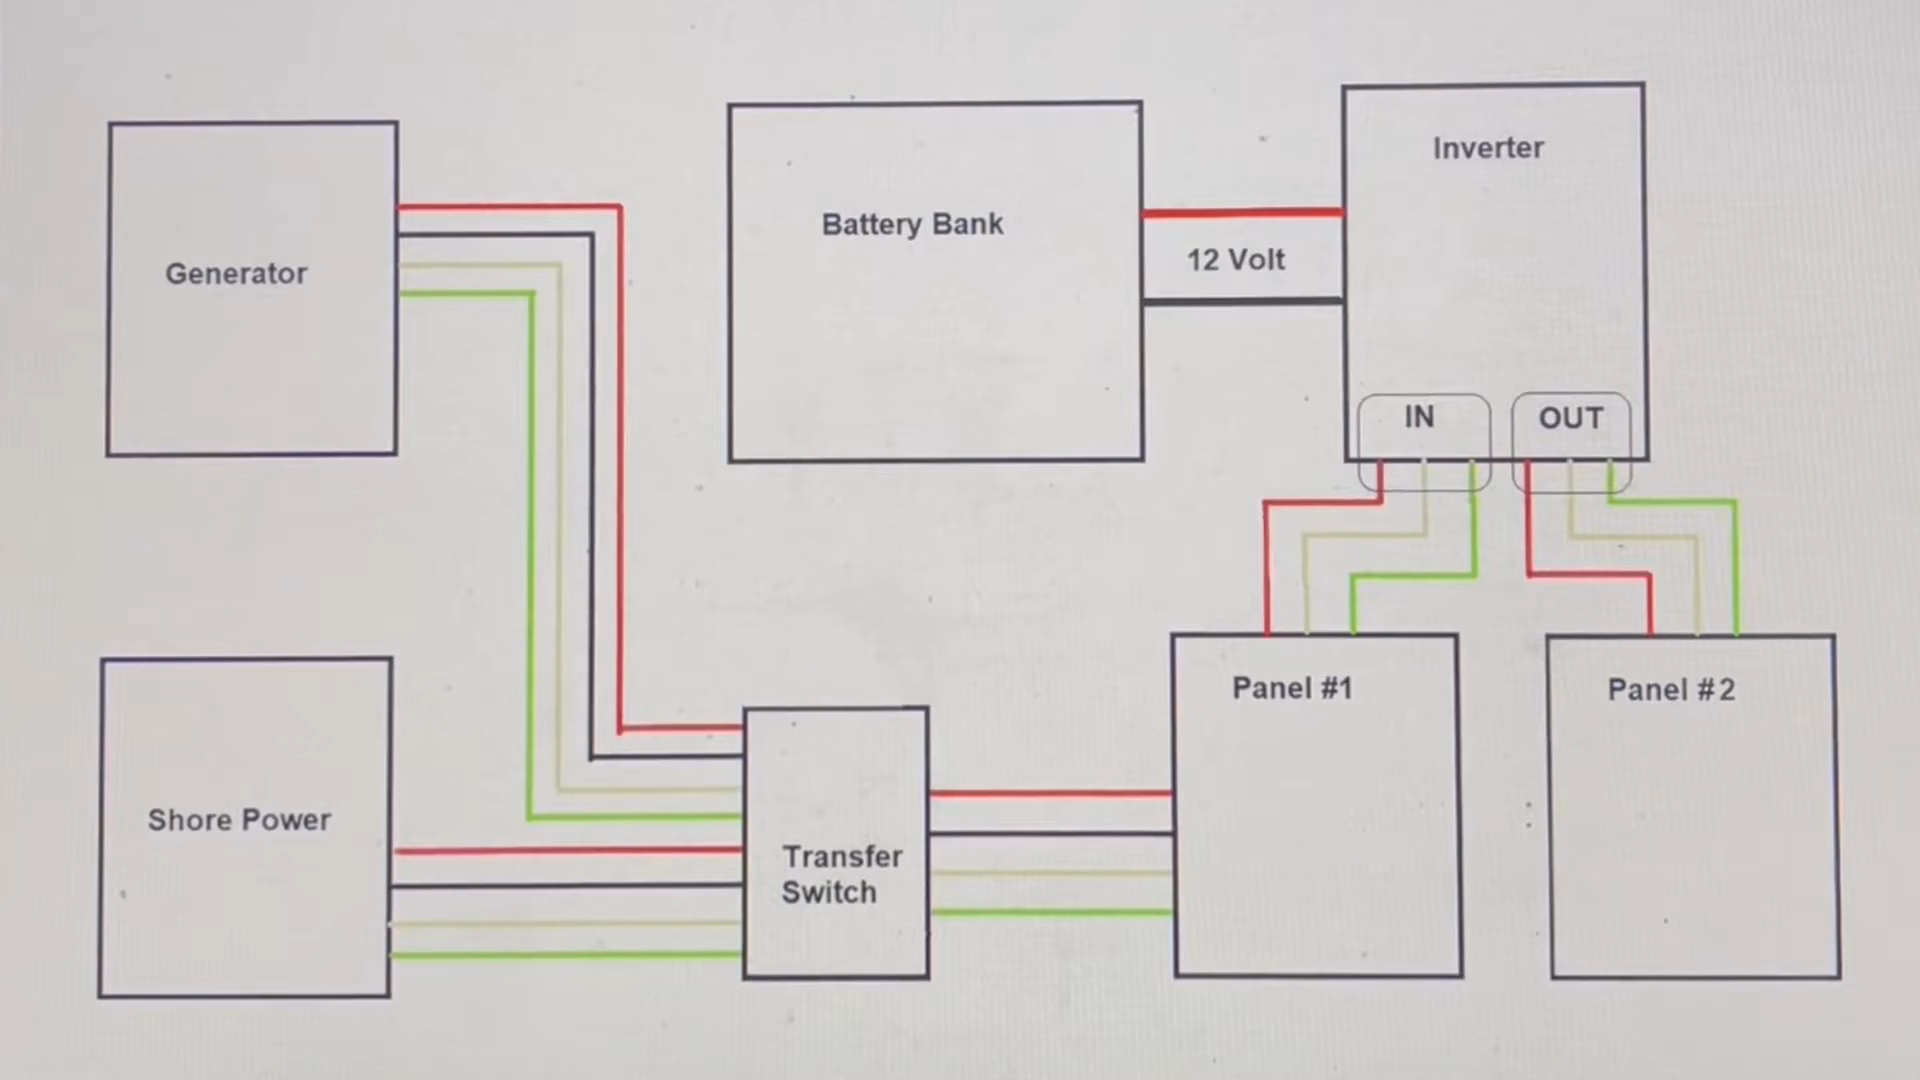 Inverter
Battery Bank
12 Volt
Generator
IN
OUT
Panel #1
Panel #2
Shore Power
Transfer
Switch